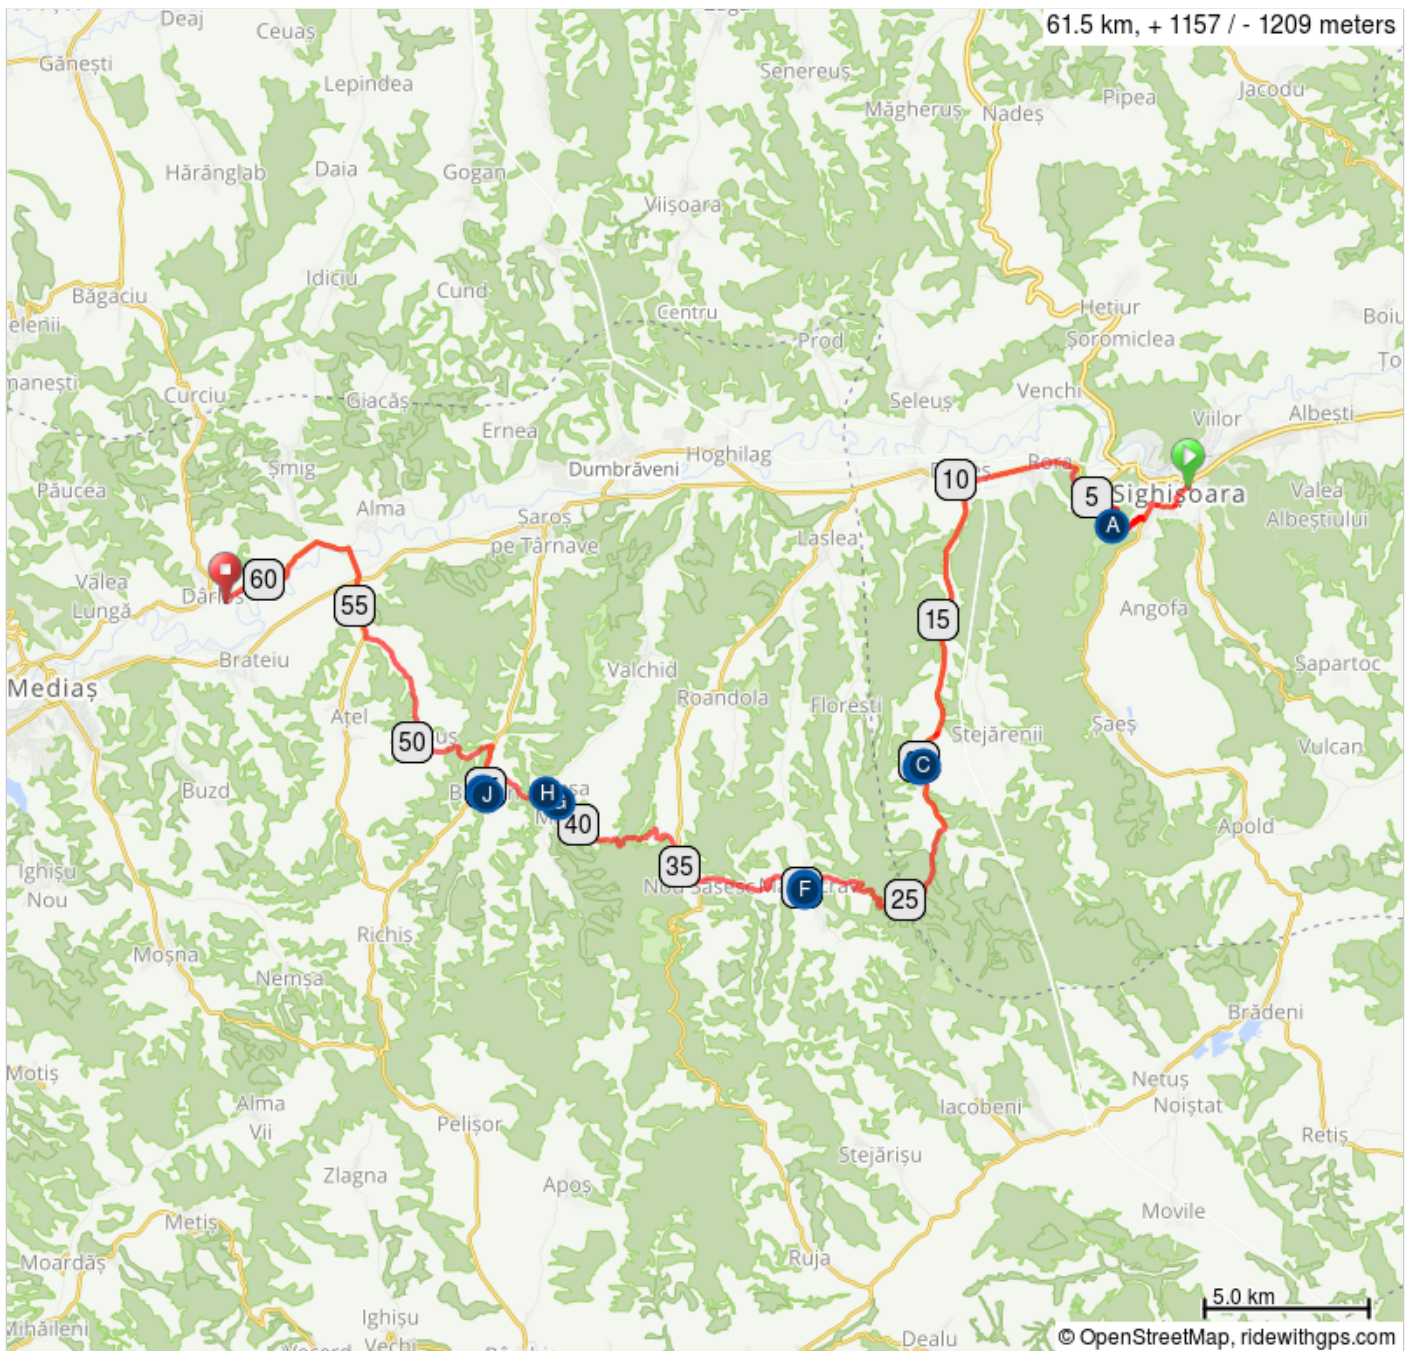 61.5 km, + 1157 / - 1209 meters
Deaj
Ceuaș
Gănești
Lepindea
Senereuș
Măgheruș
Nadeș
Pipea
Jacodu
Hărănglab
Daia
Gogan
Viișoara
Idiciu
Cund
Băgaciu
Centru
Hetiur
Șoromiclea
Prod
Curciu
Giacăș
Ernea
Seleuș
Venchi
Viilor
Albești
Hoghilag
Dumbrăveni
Șmig
Păucea
Alma
10
5
Sighișoara
A
Valea
Albeștiului
Saroș
pe Târnave
Laslea
60
Valea
Lungă
55
15
Angofa
Brateiu
Mediaș
Valchid
Roandola
Florești
Sapartoc
Ațel
50
Stejărenii
Șaeș
Vulcan
C
Buzd
J
H
G
40
Apold
Ighișu
Nou
35
F
25
Richiș
Moșna
Nemșa
Brădeni
Motiș
Netuș
Noiștat
Alma
Vii
Pelișor
Iacobeni
Retiș
Stejărișu
Zlagna
Apoș
Movile
Metiș
Moardăș
Ruja
5.0 km
Ighișu
Vechi
Dealu
© OpenStreetMap, ridewithgps.com